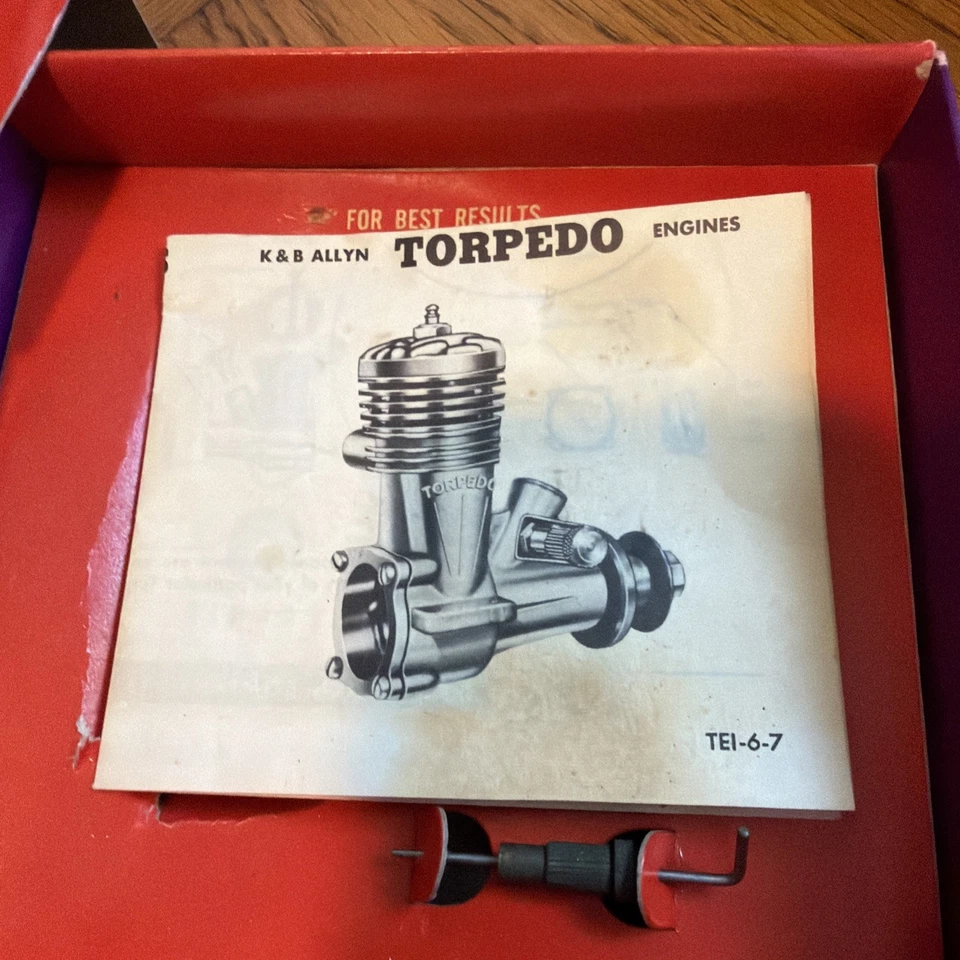 FOR BEST RESULTS
K & B ALLYN TORPEDO ENGINES
TORPEDO
TEI-6-7